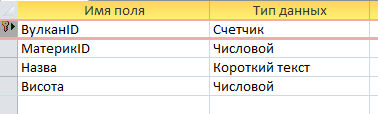 Имя поля Тип данных
ВулканID Счетчик
МатерикID Числовой
Назва Короткий текст
Висота Числовой